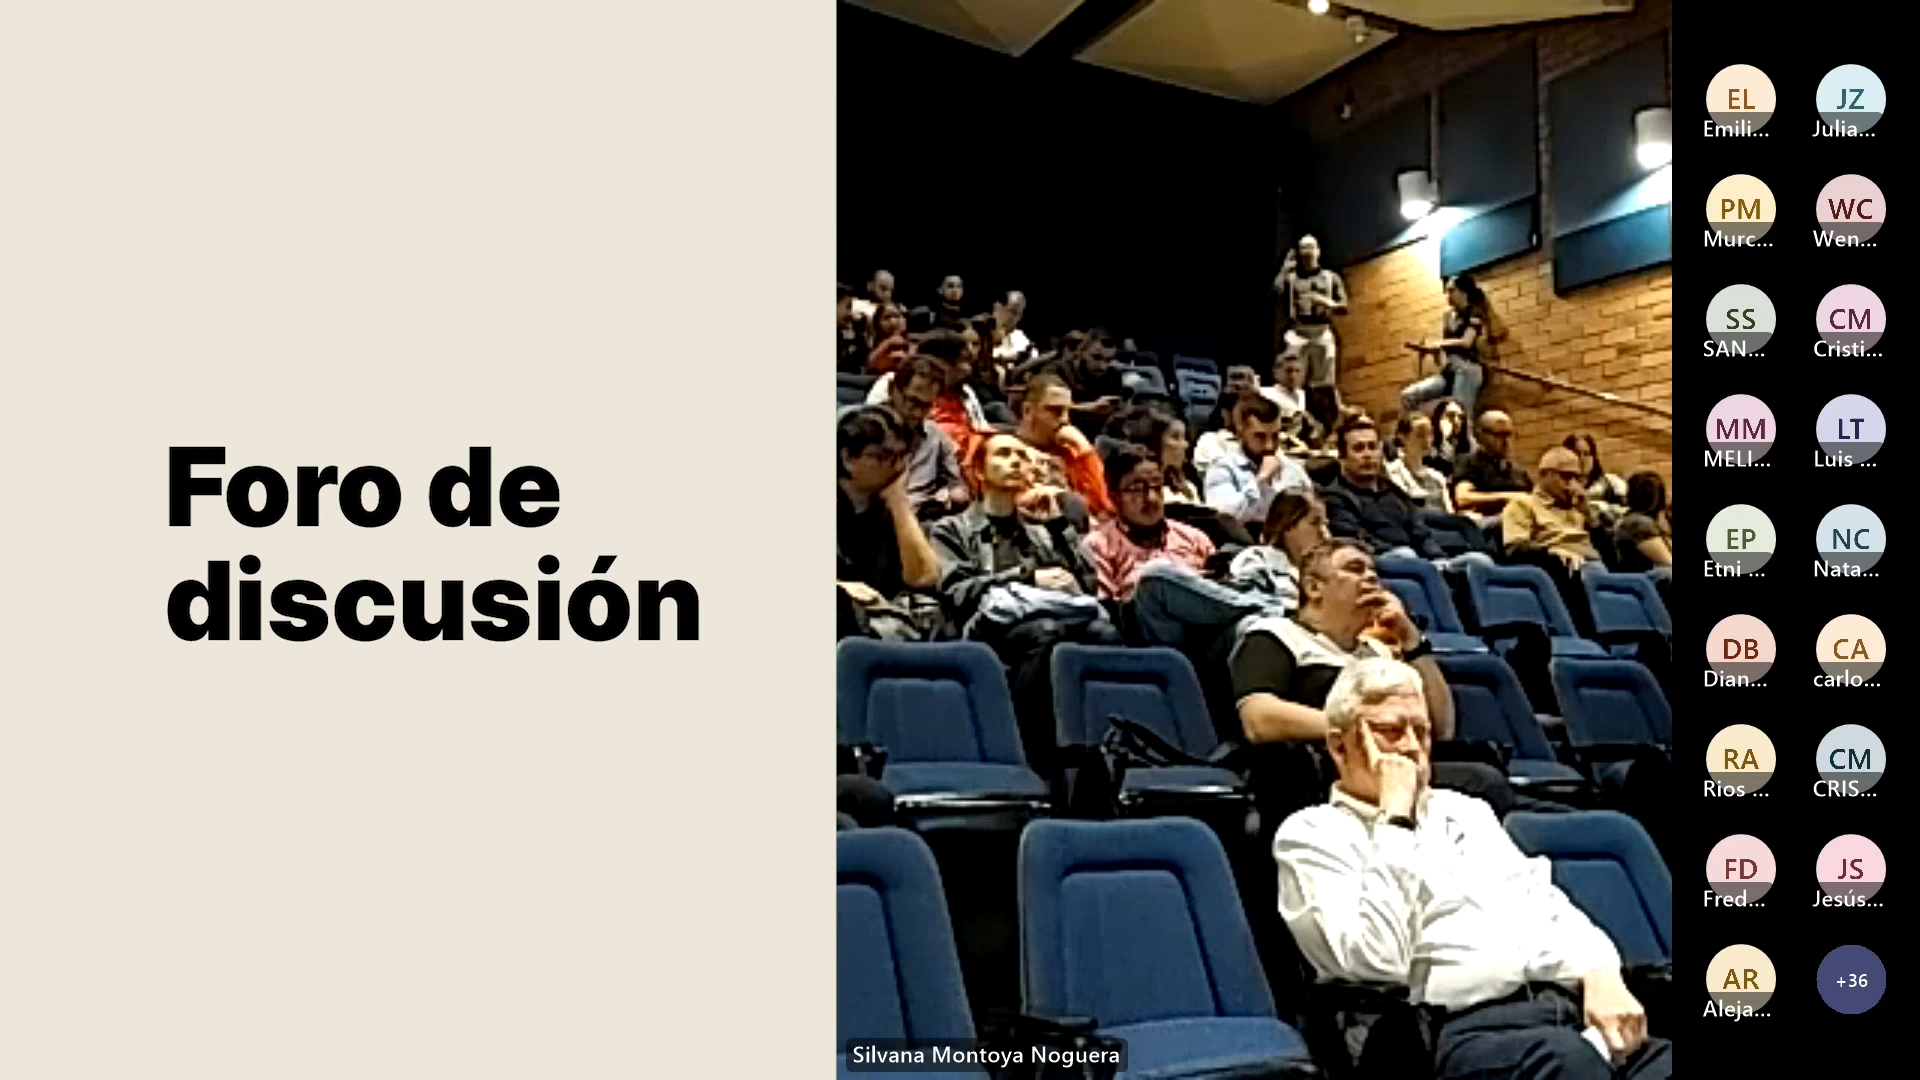 Foro de
discusión
Silvana Montoya Noguera
EL
Emili...
JZ
Julia...
PM
Murc...
WC
Wen...
SS
SAN...
CM
Cristi...
MM
MELI...
LT
Luis ...
EP
Etni ...
NC
Nata...
DB
Dian...
CA
carlo...
RA
Rios ...
CM
CRIS...
FD
Fred...
JS
Jesús...
AR
Aleja...
+36